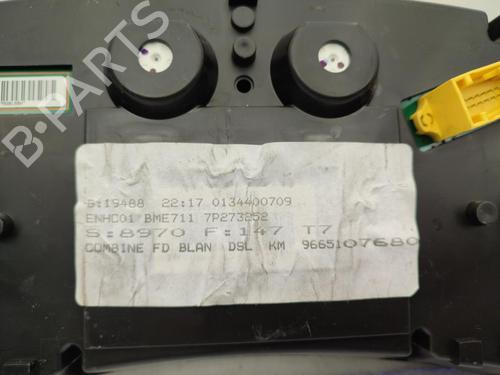 B-PARTS
S:19488 22:17 0134400709
ENHC01 BME711 7P273252
S:8970 F:147 T7
COMBINE FD BLAN DSL KM 9665107680